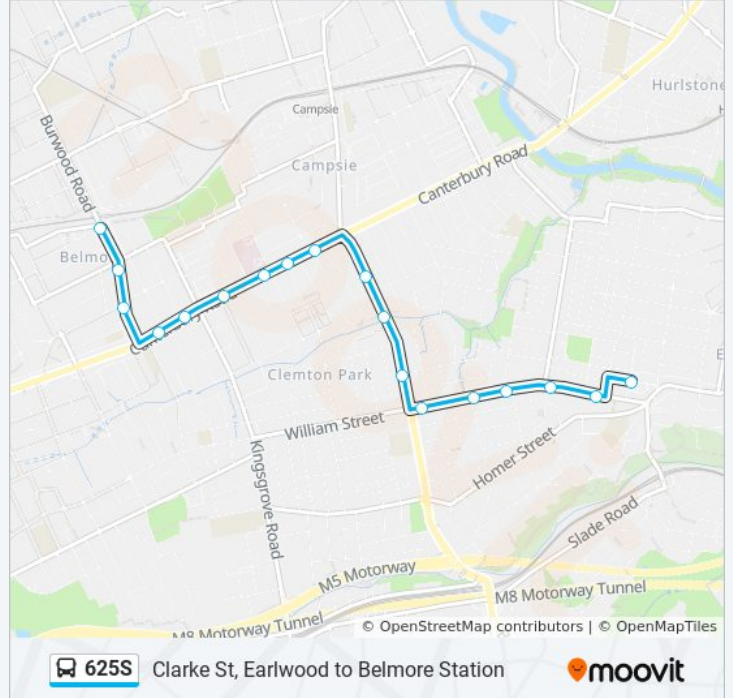 Hurlstone
Campsie
Burwood Road
Campsie
Canterbury Road
Belmo
Clemton Park
E
William Street
Homer Street
Kingsgrove Road
Slade Road
M5 Motorway
M8 Motorway Tunnel
M8 Motorway Tunnel
© OpenStreetMap contributors | © OpenMapTiles
625S Clarke St, Earlwood to Belmore Station
moovit